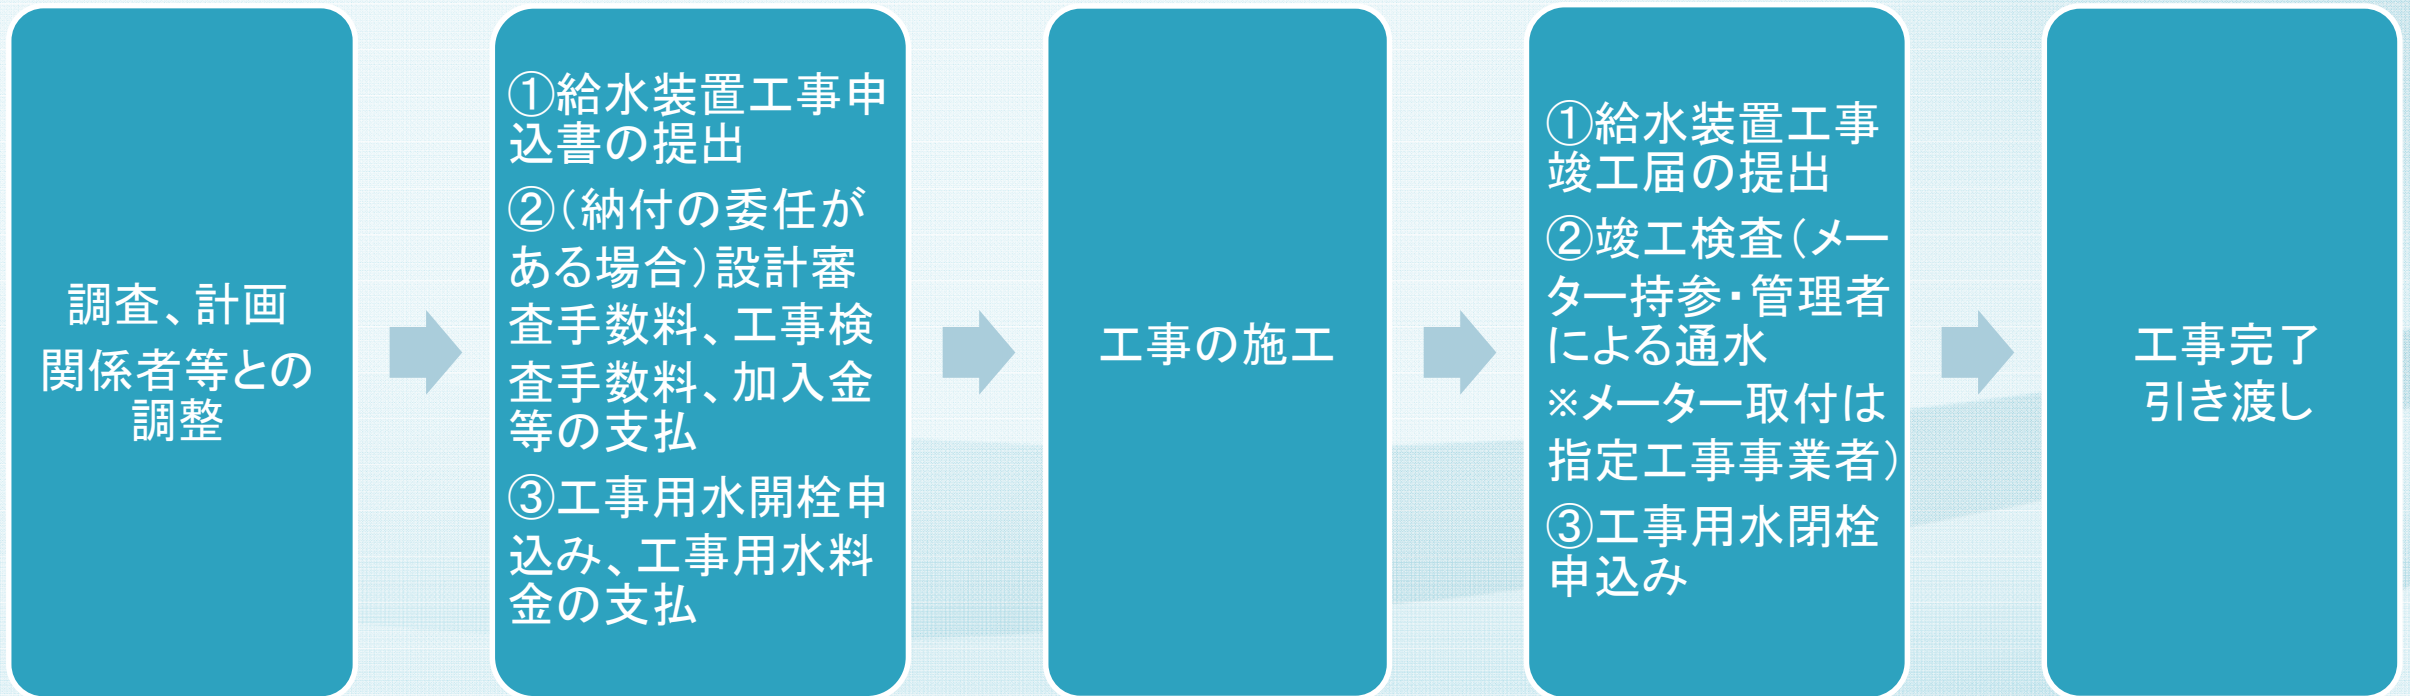 調査、計画
関係者等との
調整
①給水装置工事申
込書の提出
②(納付の委任が
ある場合)設計審
査手数料、工事検
査手数料、加入金
等の支払
③工事用水開栓申
込み、工事用水料
金の支払
工事の施工
①給水装置工事
竣工届の提出
②竣工検査(メー
ター持参・管理者
による通水
※メーター取付は
指定工事事業者)
③工事用水閉栓
申込み
工事完了
引き渡し